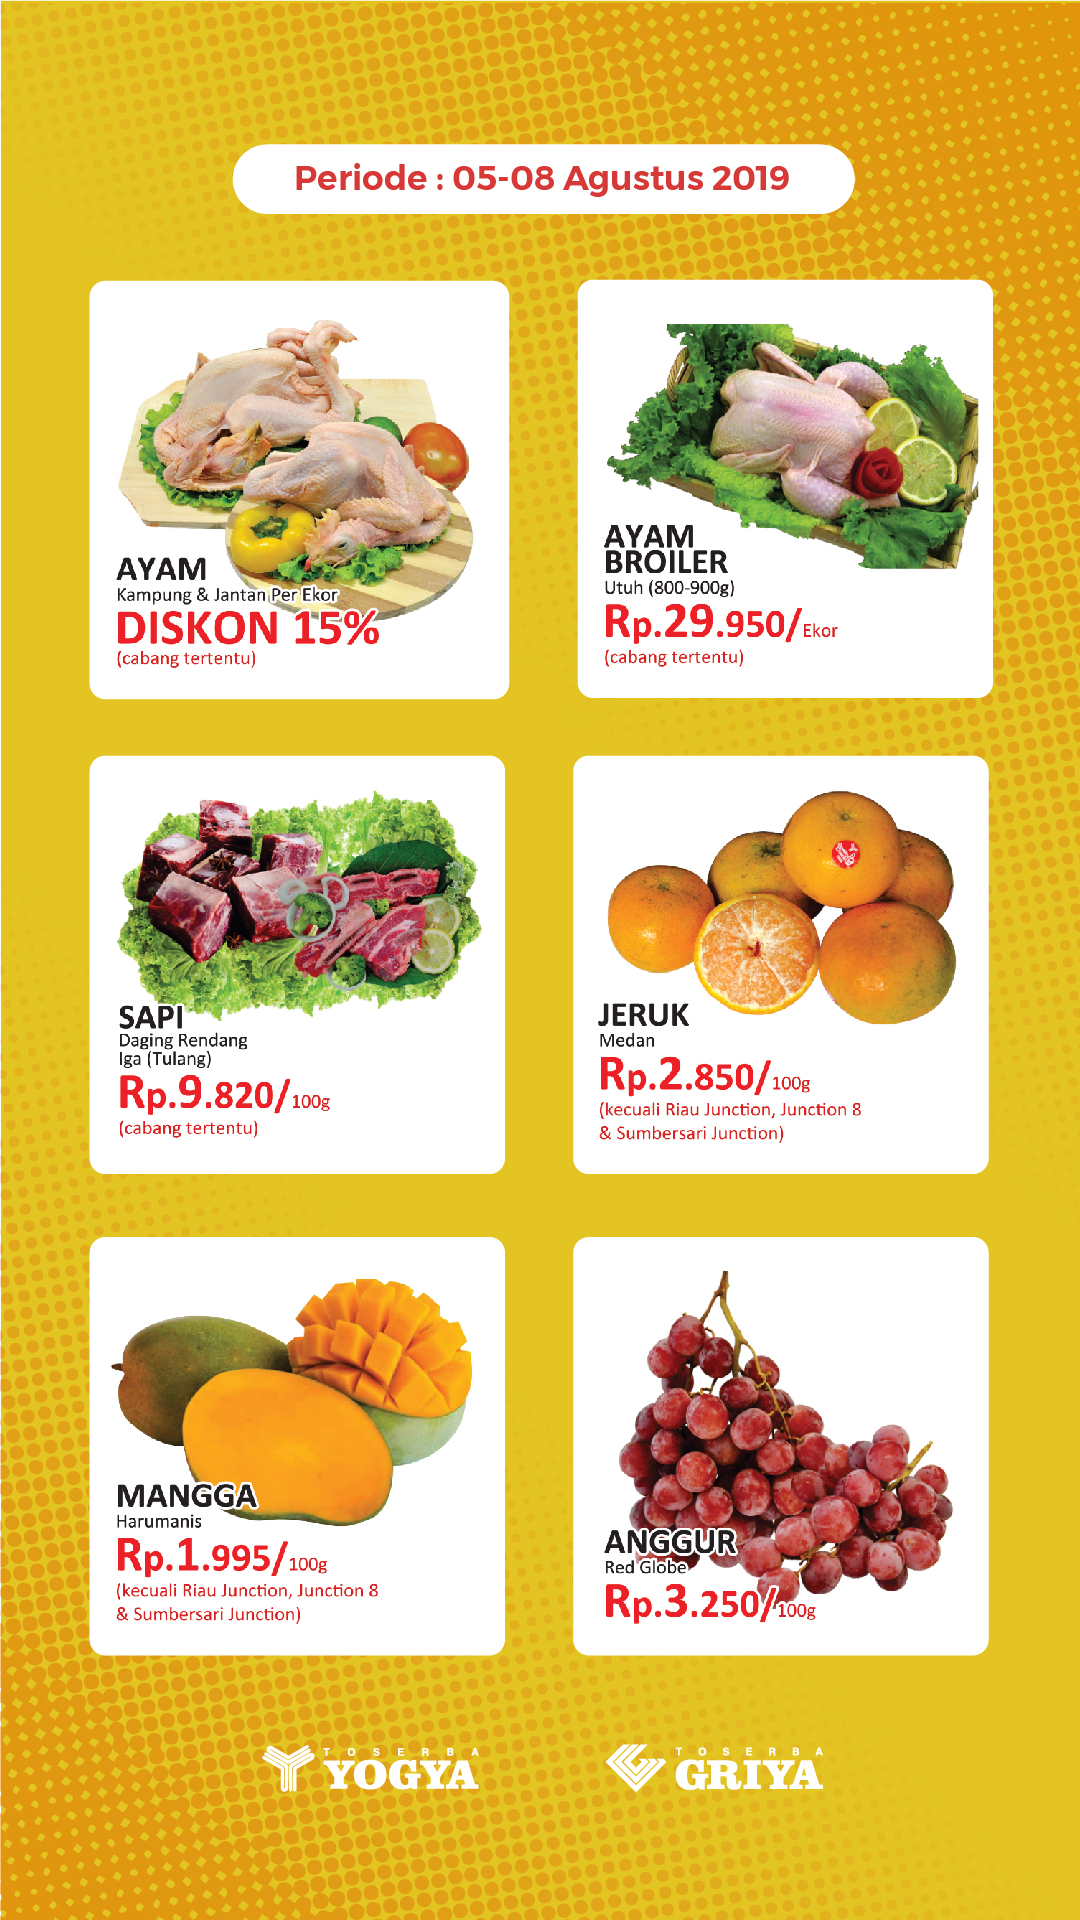 Periode : 05-08 Agustus 2019
AYAM
Kampung & Jantan Per Ekor
DISKON 15%
(cabang tertentu)
AYAM
BROILER
Utuh (800-900g)
Rp.29.950/Ekor
(cabang tertentu)
SAPI
Daging Rendang
Iga (Tulang)
Rp.9.820/100g
(cabang tertentu)
JERUK
Medan
Rp.2.850/100g
(kecuali Riau Junction, Junction 8
& Sumbersari Junction)
MANGGA
Harumanis
Rp.1.995/100g
(kecuali Riau Junction, Junction 8
& Sumbersari Junction)
ANGGUR
Red Globe
Rp.3.250/100g
TOSERBA
YOGYA
TOSERBA
GRIYA